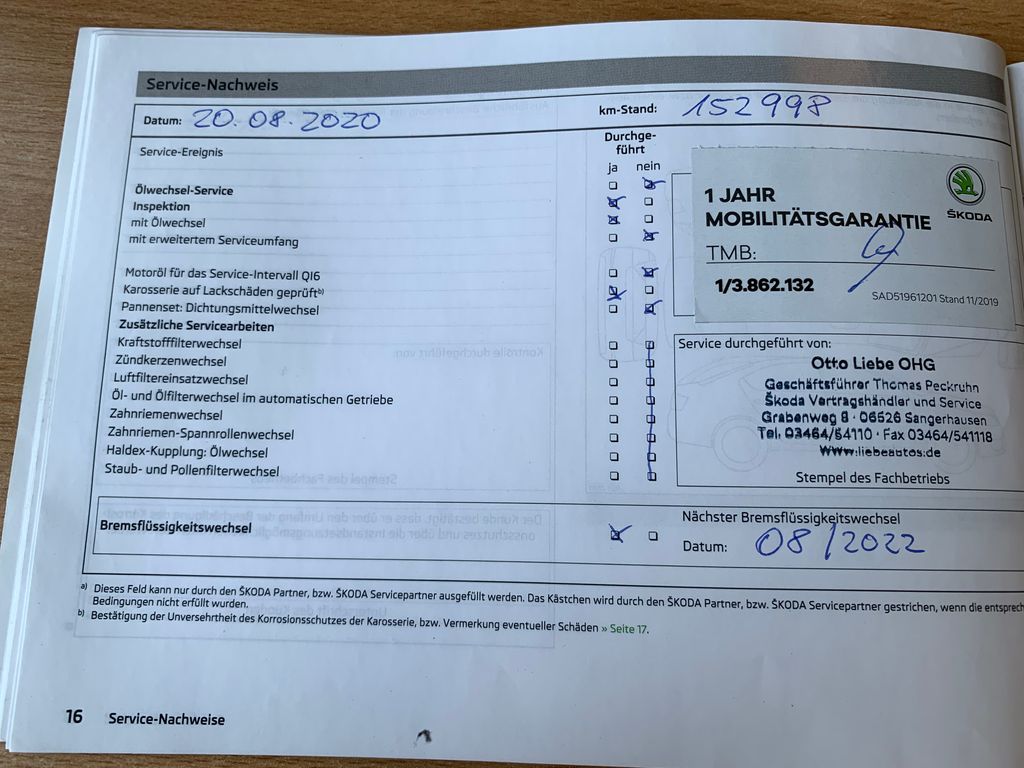 Service-Nachweis
Datum: 20.08.2020 km-Stand: 152998
Durchge-
führt
Service-Ereignis
ja nein
Ölwechsel-Service
Inspektion
mit Ölwechsel
mit erweitertem Serviceumfang
Motoröl für das Service-Intervall QI6
Karosserie auf Lackschäden geprüft b)
Pannenset: Dichtungsmittelwechsel
Zusätzliche Servicearbeiten
Kraftstofffilterwechsel
Zündkerzenwechsel
Luftfiltereinsatzwechsel
Öl- und Ölfilterwechsel im automatischen Getriebe
Zahnriemenwechsel
Zahnriemen-Spannrollenwechsel
Haldex-Kupplung: Ölwechsel
Staub- und Pollenfilterwechsel
1 JAHR
MOBILITÄTSGARANTIE
ŠKODA
TMB:
1/3.862.132
SAD51961201 Stand 11/2019
Service durchgeführt von:
Otto Liebe OHG
Geschäftsführer Thomas Peckruhn
Škoda Vertragshändler und Service
Grabenweg 8 · 06526 Sangerhausen
Tel. 03464/54110 · Fax 03464/541118
www.liebeautos.de
Stempel des Fachbetriebs
Bremsflüssigkeitswechsel
Nächster Bremsflüssigkeitswechsel
Datum: 08/2022
a) Dieses Feld kann nur durch den ŠKODA Partner, bzw. ŠKODA Servicepartner ausgefüllt werden. Das Kästchen wird durch den ŠKODA Partner, bzw. ŠKODA Servicepartner gestrichen, wenn die entsprech
Bedingungen nicht erfüllt wurden.
b) Bestätigung der Unversehrtheit des Korrosionsschutzes der Karosserie, bzw. Vermerkung eventueller Schäden » Seite 17.
16 Service-Nachweise